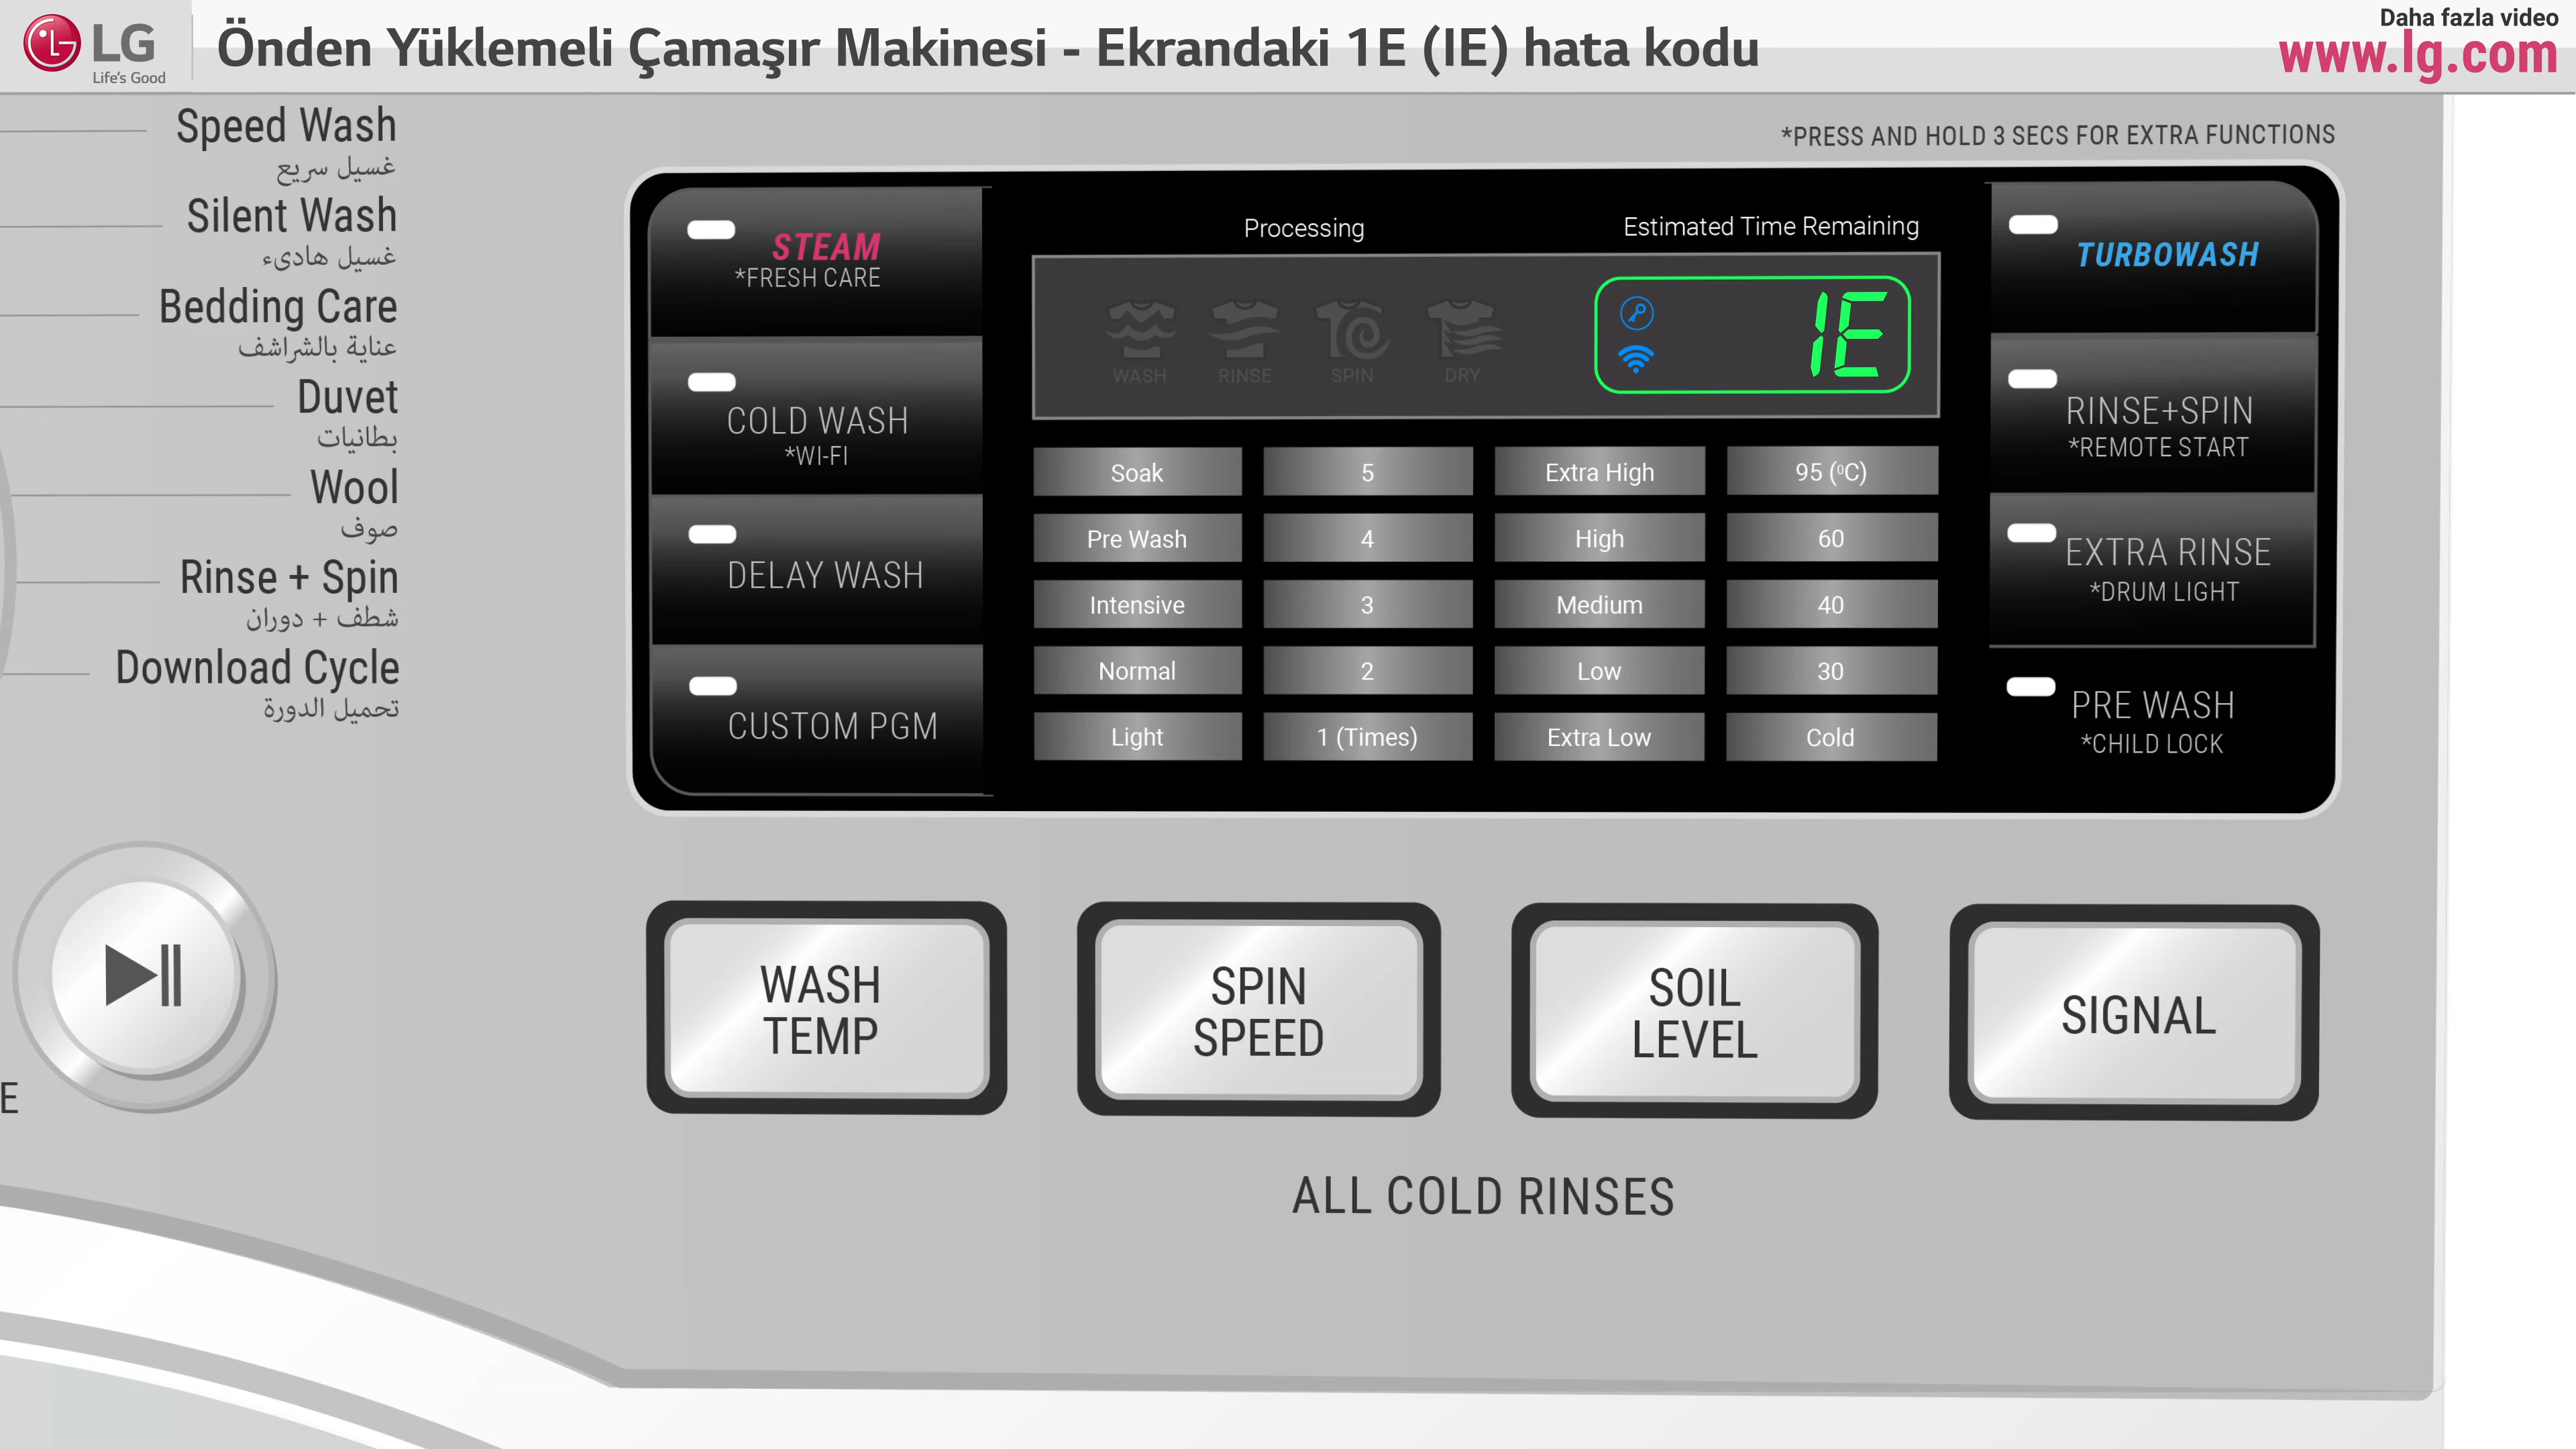 LG
Life's Good
Önden Yüklemeli Çamaşır Makinesi - Ekrandaki 1E (IE) hata kodu
Daha fazla video
www.lg.com
Speed Wash
غسيل سريع
Silent Wash
غسيل هادىء
Bedding Care
عناية بالشراشف
Duvet
بطانيات
Wool
صوف
Rinse + Spin
شطف + دوران
Download Cycle
تحميل الدورة
E
*PRESS AND HOLD 3 SECS FOR EXTRA FUNCTIONS
STEAM
*FRESH CARE
COLD WASH
*WI-FI
DELAY WASH
CUSTOM PGM
Processing
Estimated Time Remaining
WASH RINSE SPIN DRY
1E
Soak 5 Extra High 95 (⁰C)
Pre Wash 4 High 60
Intensive 3 Medium 40
Normal 2 Low 30
Light 1 (Times) Extra Low Cold
TURBOWASH
RINSE+SPIN
*REMOTE START
EXTRA RINSE
*DRUM LIGHT
PRE WASH
*CHILD LOCK
WASH
TEMP
SPIN
SPEED
SOIL
LEVEL
SIGNAL
ALL COLD RINSES